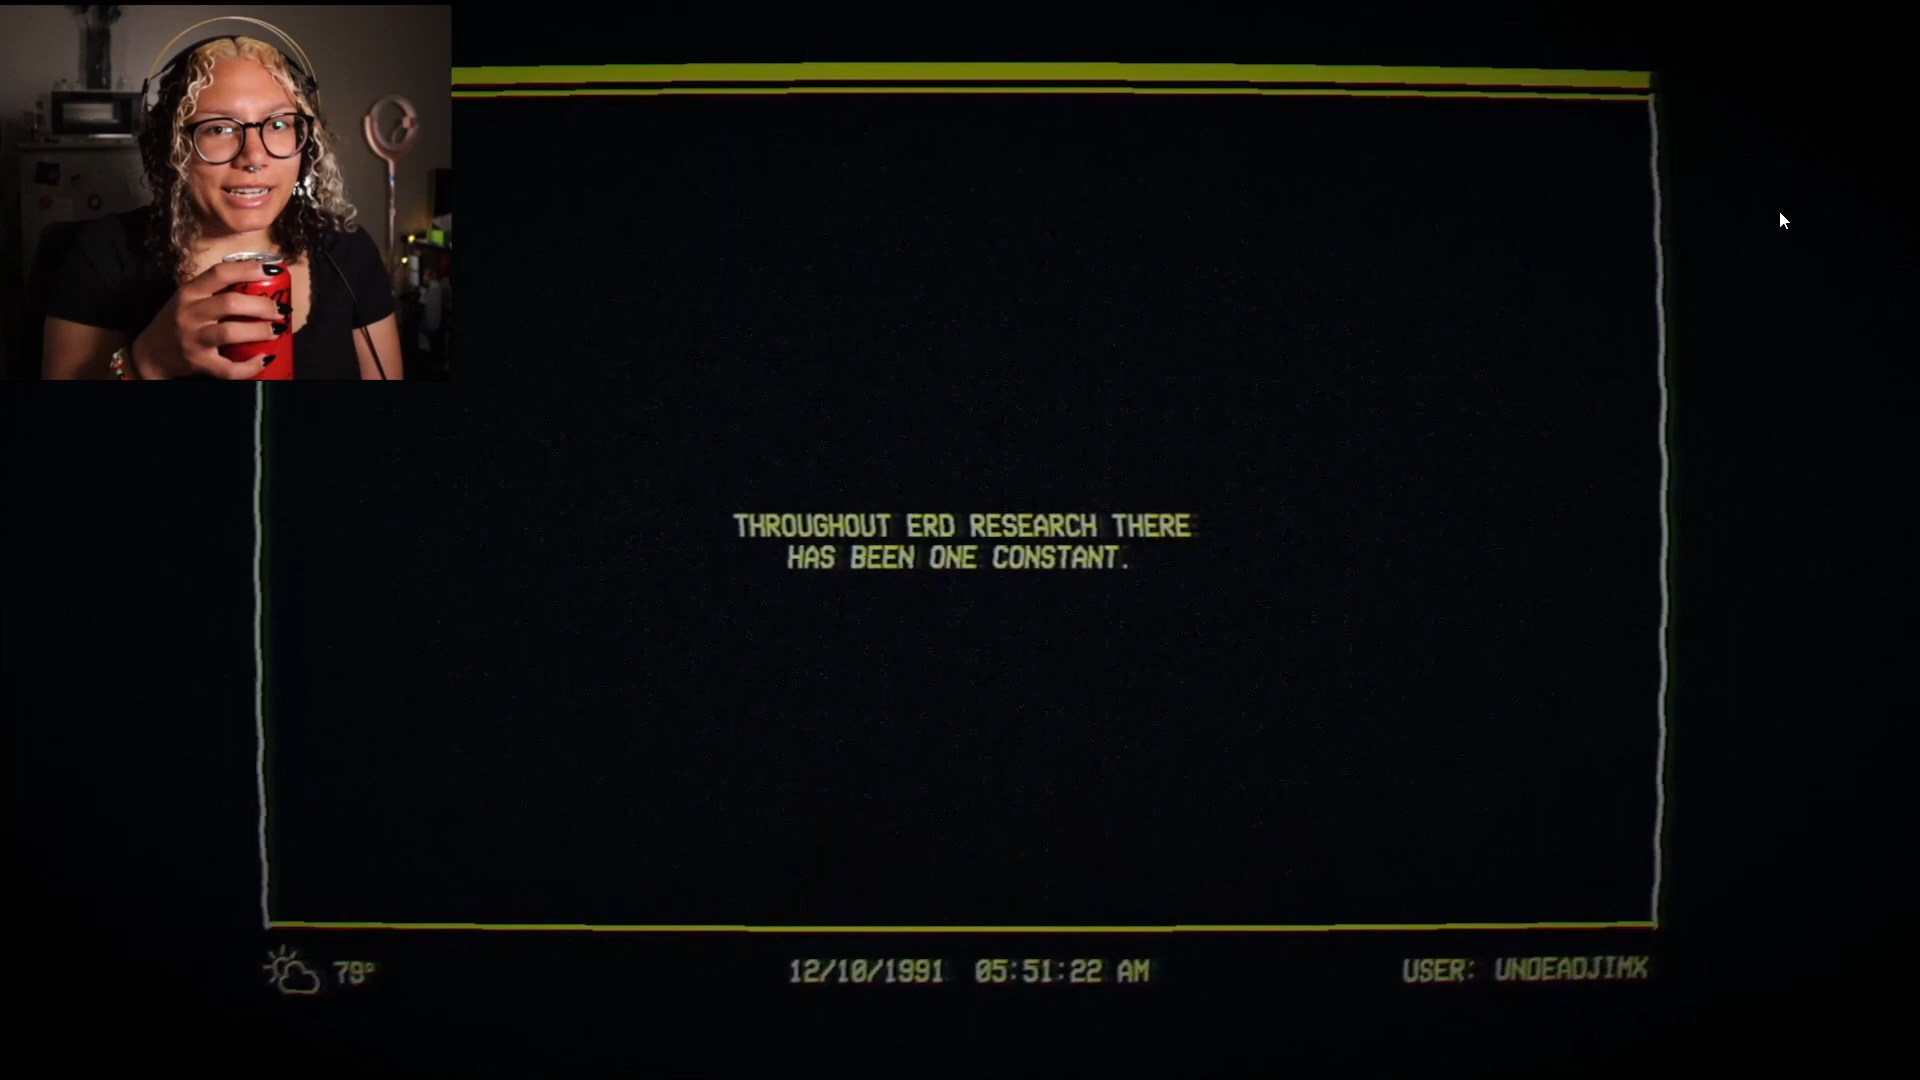 THROUGHOUT ERD RESEARCH THERE
HAS BEEN ONE CONSTANT.
79°
12/10/1991 05:51:22 AM
USER: UNDEADJIMX